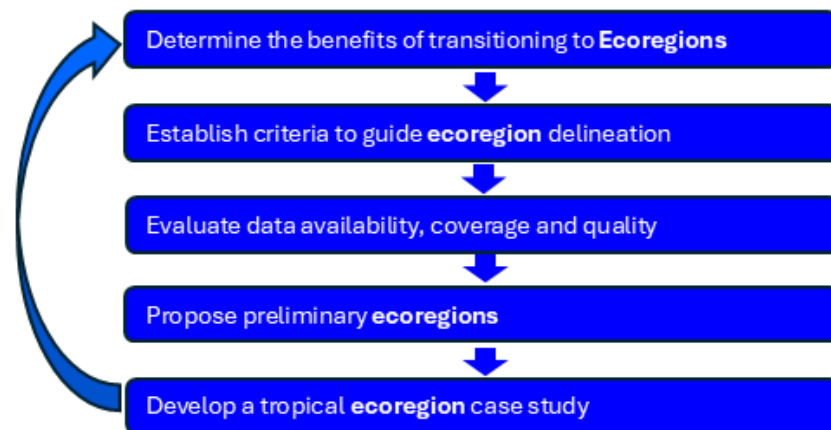 Determine the benefits of transitioning to Ecoregions
Establish criteria to guide ecoregion delineation
Evaluate data availability, coverage and quality
Propose preliminary ecoregions
Develop a tropical ecoregion case study